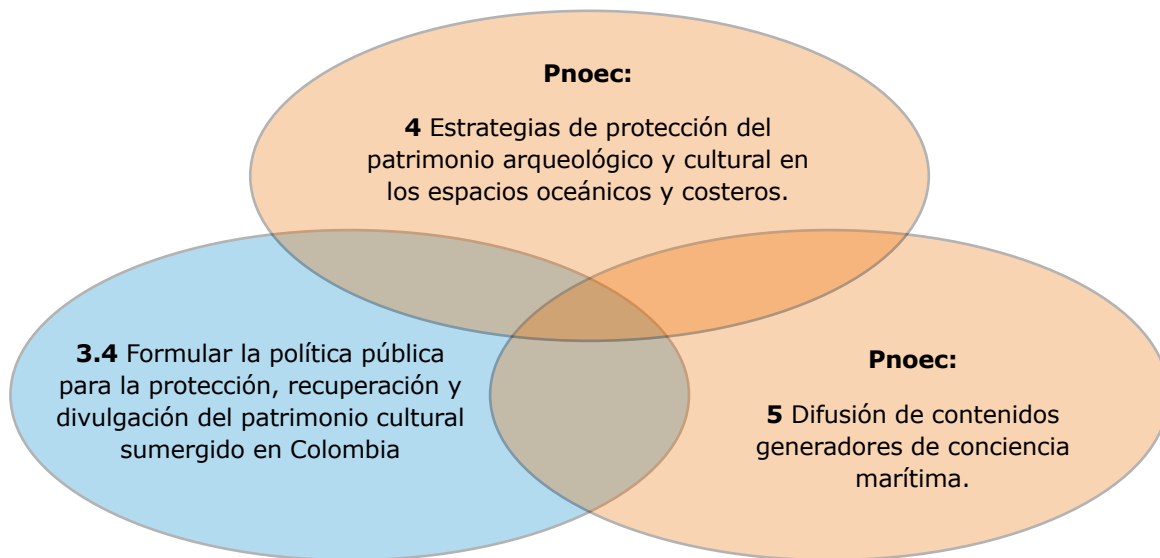 Pnoec:
4 Estrategias de protección del
patrimonio arqueológico y cultural en
los espacios oceánicos y costeros.
3.4 Formular la política pública
para la protección, recuperación y
divulgación del patrimonio cultural
sumergido en Colombia
Pnoec:
5 Difusión de contenidos
generadores de conciencia
marítima.